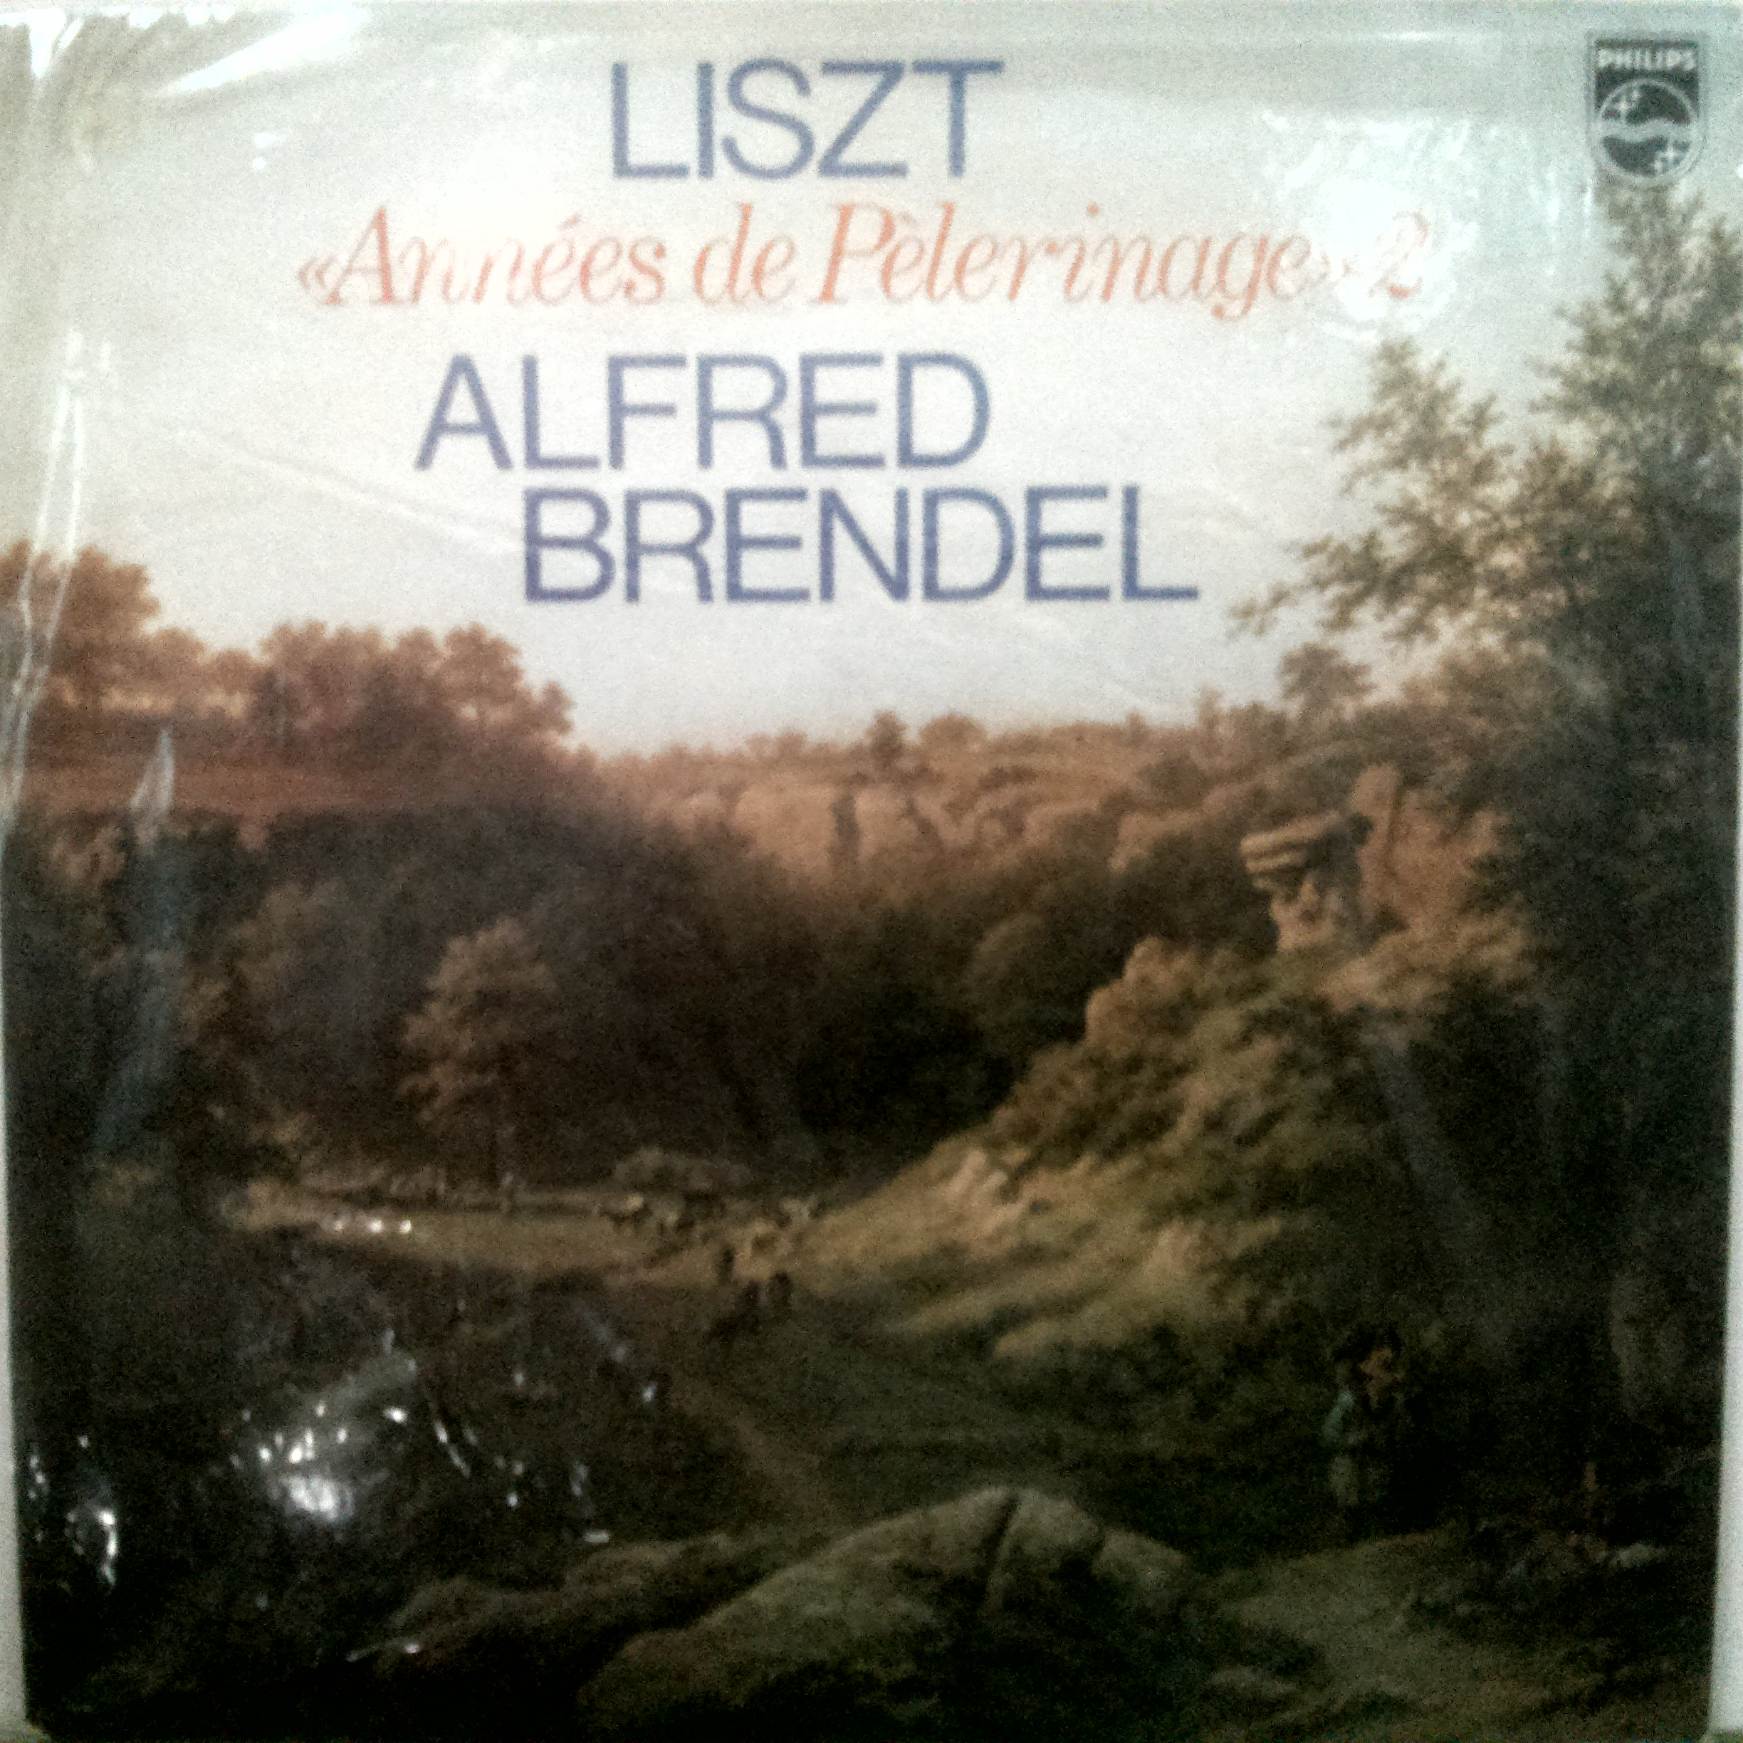 PHILIPS
LISZT
«Années de Pèlerinage» 2
ALFRED
BRENDEL